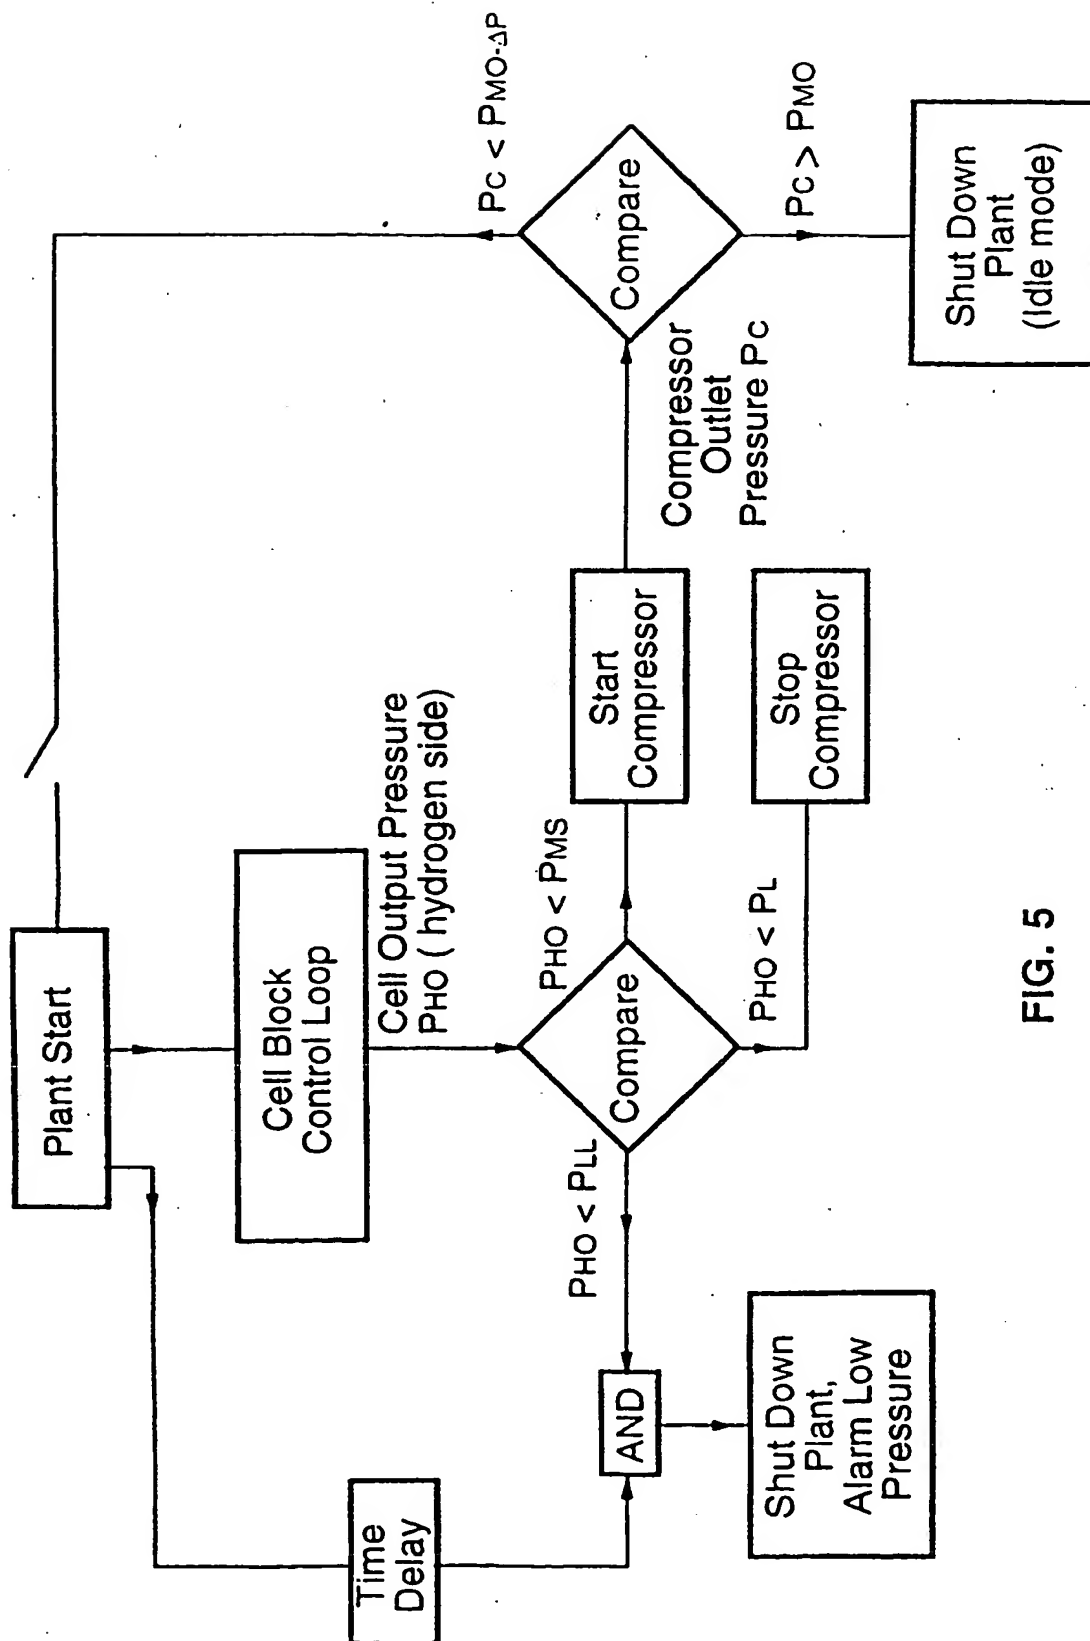 Plant Start
Time
Delay
Cell Block
Control Loop
Cell Output Pressure
PHO ( hydrogen side)
PHO < PLL
Compare
PHO < PMS
PHO < PL
AND
Shut Down
Plant,
Alarm Low
Pressure
Start
Compressor
Stop
Compressor
Compressor
Outlet
Pressure PC
Compare
PC < PMO-ΔP
PC > PMO
Shut Down
Plant
(Idle mode)
FIG. 5